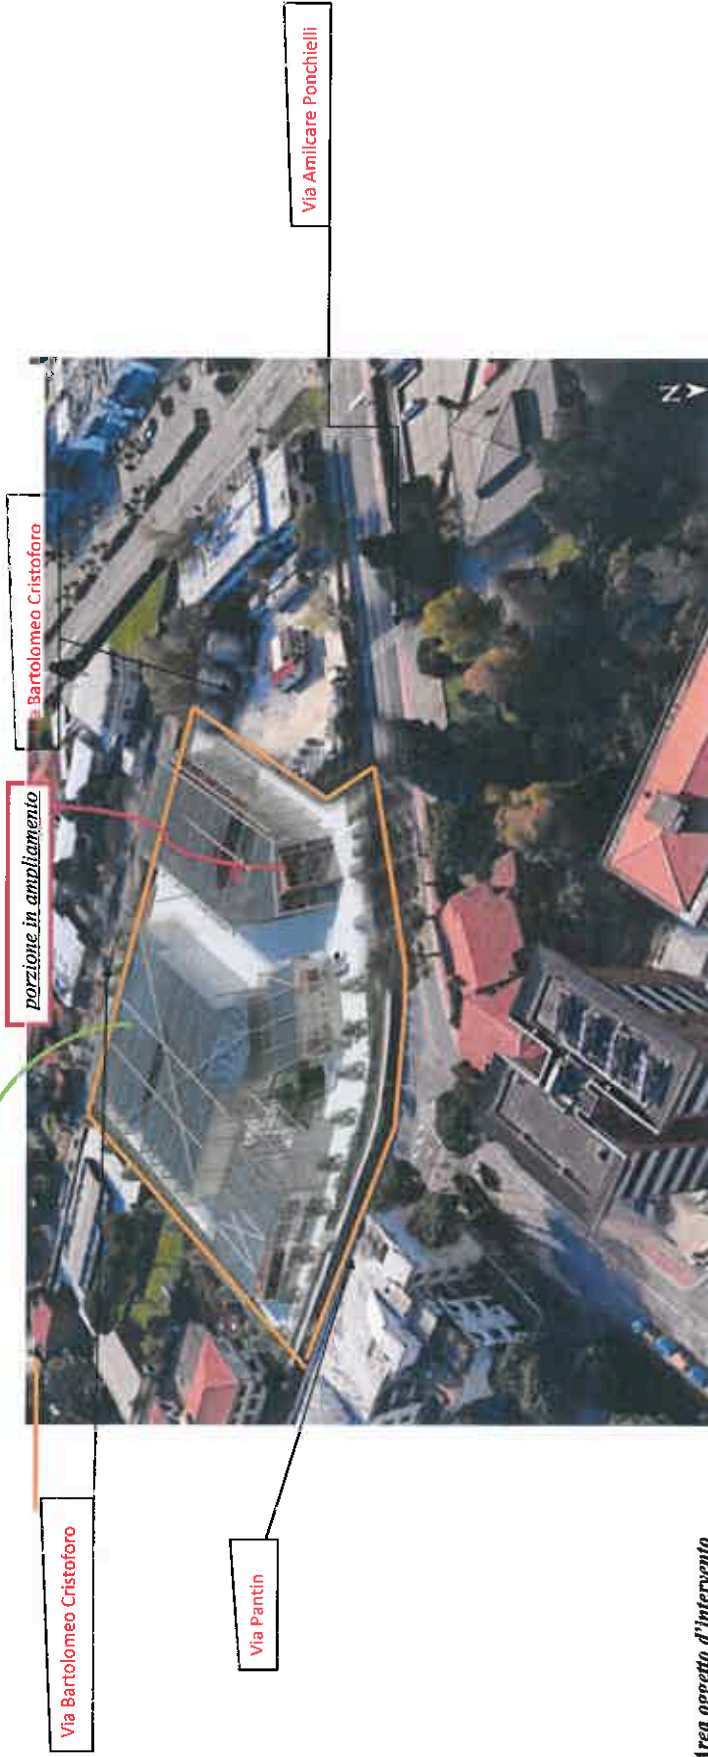 Via Bartolomeo Cristoforo
porzione in ampliamento
Bartolomeo Cristoforo
Via Pantin
Via Amilcare Ponchielli
N
Area oggetto d'intervento